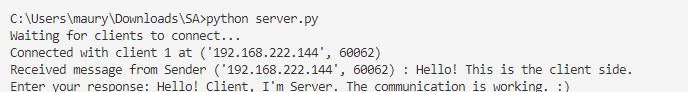 C:\Users\maury\Downloads\SA>python server.py
Waiting for clients to connect...
Connected with client 1 at ('192.168.222.144', 60062)
Received message from Sender ('192.168.222.144', 60062) : Hello! This is the client side.
Enter your response: Hello! Client, I'm Server. The communication is working. :)